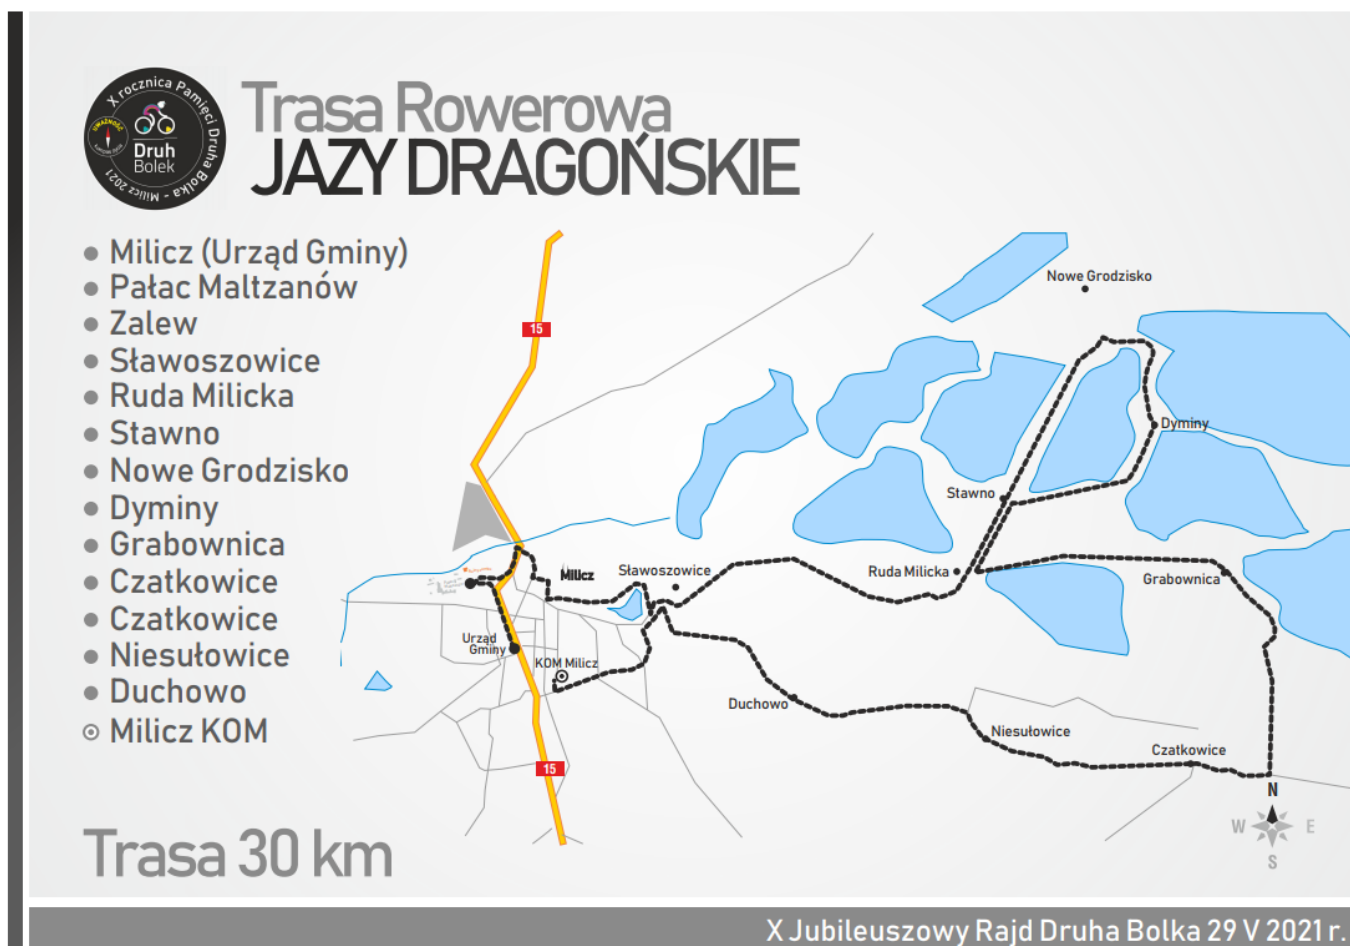 X rocznica Pamięci Druha Bolka - Milicz 2021
UWAŻNOŚĆ
Druh
Bolek
Trasa Rowerowa
JAZY DRAGOŃSKIE
Milicz (Urząd Gminy)
Pałac Maltzanów
Zalew
Sławoszowice
Ruda Milicka
Stawno
Nowe Grodzisko
Dyminy
Grabownica
Czatkowice
Czatkowice
Niesułowice
Duchowo
Milicz KOM
Trasa 30 km
15
Nowe Grodzisko
Dyminy
Stawno
Milicz
Sławoszowice
Ruda Milicka
Grabownica
Urząd
Gminy
KOM Milicz
Duchowo
Niesułowice
Czatkowice
15
N
W
E
S
X Jubileuszowy Rajd Druha Bolka 29 V 2021 r.